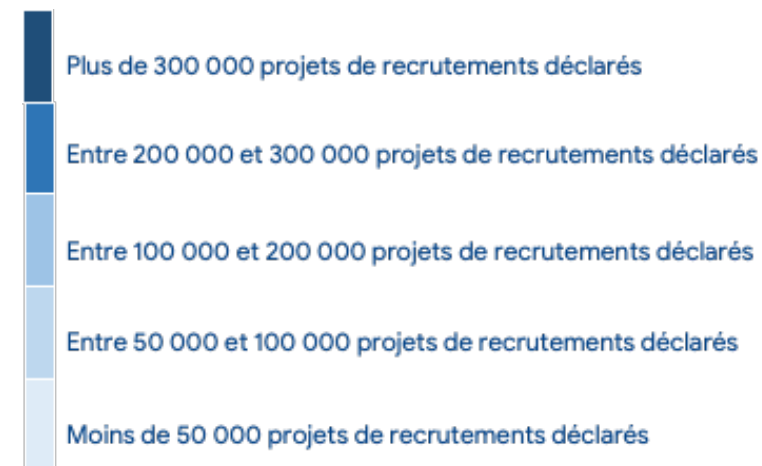 Plus de 300 000 projets de recrutements déclarés
Entre 200 000 et 300 000 projets de recrutements déclarés
Entre 100 000 et 200 000 projets de recrutements déclarés
Entre 50 000 et 100 000 projets de recrutements déclarés
Moins de 50 000 projets de recrutements déclarés